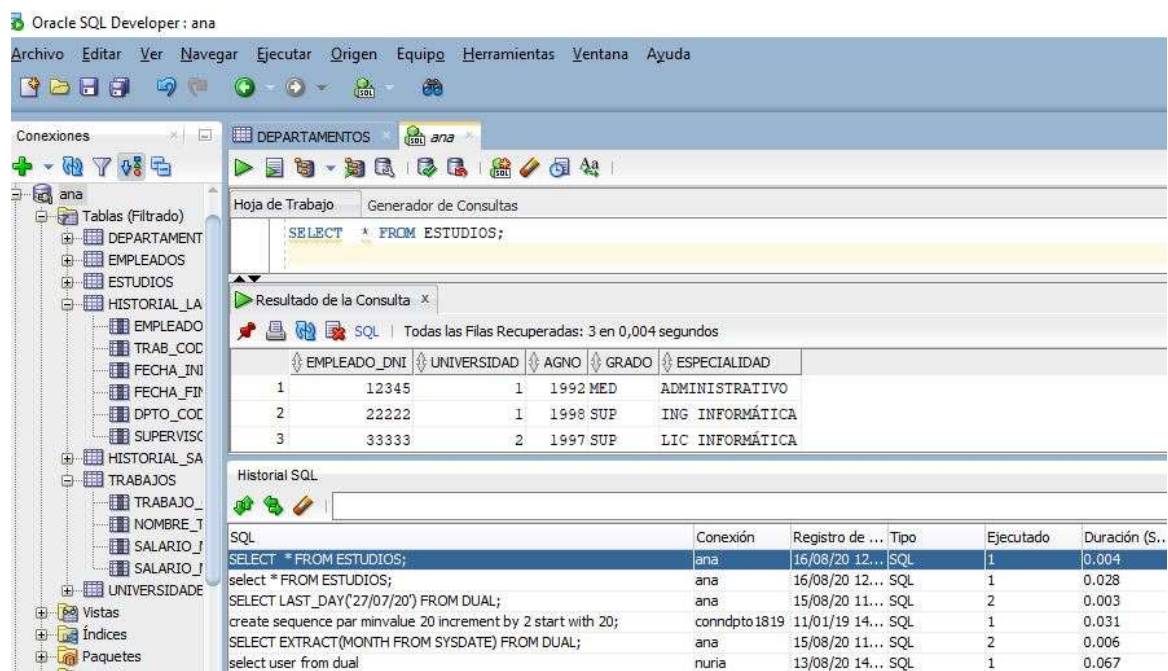 Oracle SQL Developer : ana
Archivo Editar Ver Navegar Ejecutar Origen Equipo Herramientas Ventana Ayuda
Conexiones
ana
Tablas (Filtrado)
DEPARTAMENT
EMPLEADOS
ESTUDIOS
HISTORIAL_LA
EMPLEADO
TRAB_COD
FECHA_INI
FECHA_FIN
DPTO_COD
SUPERVISO
HISTORIAL_SA
TRABAJOS
TRABAJO_
NOMBRE_T
SALARIO_
SALARIO_
UNIVERSIDADE
Vistas
Índices
Paquetes
DEPARTAMENTOS ana
Hoja de Trabajo Generador de Consultas
SELECT * FROM ESTUDIOS;
Resultado de la Consulta x
SQL | Todas las Filas Recuperadas: 3 en 0,004 segundos
EMPLEADO_DNI UNIVERSIDAD AGNO GRADO ESPECIALIDAD
1 12345 1 1992 MED ADMINISTRATIVO
2 22222 1 1998 SUP ING INFORMÁTICA
3 33333 2 1997 SUP LIC INFORMÁTICA
Historial SQL
SQL Conexión Registro de ... Tipo Ejecutado Duración (S...
SELECT * FROM ESTUDIOS; ana 16/08/20 12... SQL 1 0.004
select * FROM ESTUDIOS; ana 16/08/20 12... SQL 1 0.028
SELECT LAST_DAY('27/07/20') FROM DUAL; ana 15/08/20 11... SQL 2 0.003
create sequence par minvalue 20 increment by 2 start with 20; conndpto1819 11/01/19 14... SQL 1 0.031
SELECT EXTRACT(MONTH FROM SYSDATE) FROM DUAL; ana 15/08/20 11... SQL 2 0.006
select user from dual nuria 13/08/20 14... SQL 1 0.067